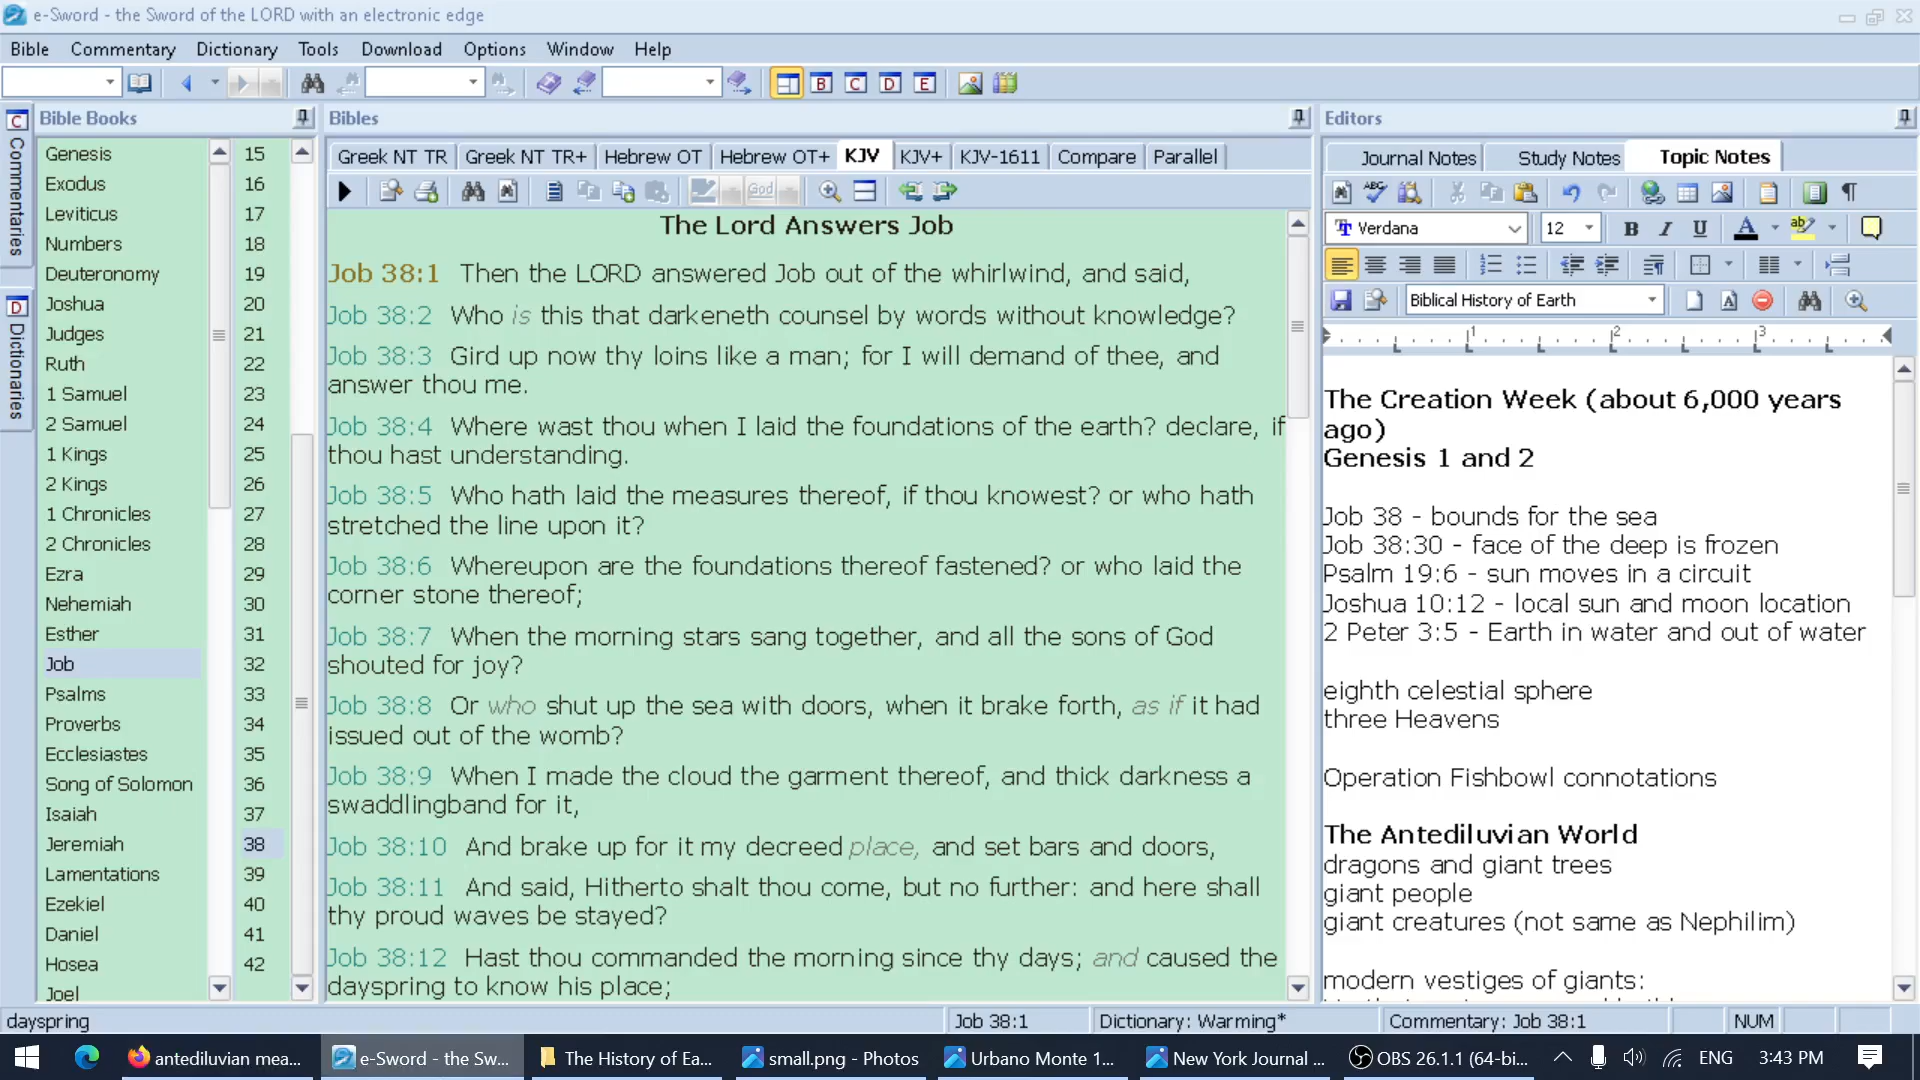 e-Sword - the Sword of the LORD with an electronic edge
Bible Commentary Dictionary Tools Download Options Window Help
B C D E
C Commentaries
D Dictionaries
Bible Books
Genesis
Exodus
Leviticus
Numbers
Deuteronomy
Joshua
Judges
Ruth
1 Samuel
2 Samuel
1 Kings
2 Kings
1 Chronicles
2 Chronicles
Ezra
Nehemiah
Esther
Job
Psalms
Proverbs
Ecclesiastes
Song of Solomon
Isaiah
Jeremiah
Lamentations
Ezekiel
Daniel
Hosea
Joel
15
16
17
18
19
20
21
22
23
24
25
26
27
28
29
30
31
32
33
34
35
36
37
38
39
40
41
42
Bibles
Greek NT TR Greek NT TR+ Hebrew OT Hebrew OT+ KJV KJV+ KJV-1611 Compare Parallel
God
The Lord Answers Job
Job 38:1 Then the LORD answered Job out of the whirlwind, and said,
Job 38:2 Who is this that darkeneth counsel by words without knowledge?
Job 38:3 Gird up now thy loins like a man; for I will demand of thee, and
answer thou me.
Job 38:4 Where wast thou when I laid the foundations of the earth? declare, if
thou hast understanding.
Job 38:5 Who hath laid the measures thereof, if thou knowest? or who hath
stretched the line upon it?
Job 38:6 Whereupon are the foundations thereof fastened? or who laid the
corner stone thereof;
Job 38:7 When the morning stars sang together, and all the sons of God
shouted for joy?
Job 38:8 Or who shut up the sea with doors, when it brake forth, as if it had
issued out of the womb?
Job 38:9 When I made the cloud the garment thereof, and thick darkness a
swaddlingband for it,
Job 38:10 And brake up for it my decreed place, and set bars and doors,
Job 38:11 And said, Hitherto shalt thou come, but no further: and here shall
thy proud waves be stayed?
Job 38:12 Hast thou commanded the morning since thy days; and caused the
dayspring to know his place;
Editors
Journal Notes Study Notes Topic Notes
ABC
Verdana 12 B I U A ab
Biblical History of Earth A
1 2 3
The Creation Week (about 6,000 years
ago)
Genesis 1 and 2
Job 38 - bounds for the sea
Job 38:30 - face of the deep is frozen
Psalm 19:6 - sun moves in a circuit
Joshua 10:12 - local sun and moon location
2 Peter 3:5 - Earth in water and out of water
eighth celestial sphere
three Heavens
Operation Fishbowl connotations
The Antediluvian World
dragons and giant trees
giant people
giant creatures (not same as Nephilim)
modern vestiges of giants:
dayspring Job 38:1 Dictionary: Warming* Commentary: Job 38:1 NUM
antediluvian mea... e-Sword - the Sw... The History of Ea... small.png - Photos Urbano Monte 1... New York Journal ... OBS 26.1.1 (64-bi... ENG 3:43 PM